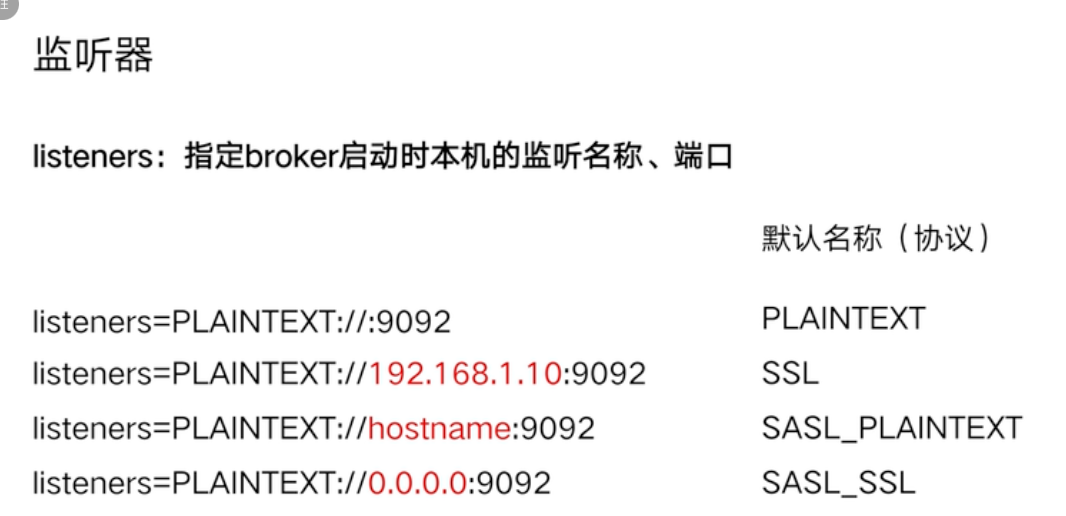 注
监听器
listeners：指定broker启动时本机的监听名称、端口
默认名称（协议）
listeners=PLAINTEXT://:9092 PLAINTEXT
listeners=PLAINTEXT://192.168.1.10:9092 SSL
listeners=PLAINTEXT://hostname:9092 SASL_PLAINTEXT
listeners=PLAINTEXT://0.0.0.0:9092 SASL_SSL